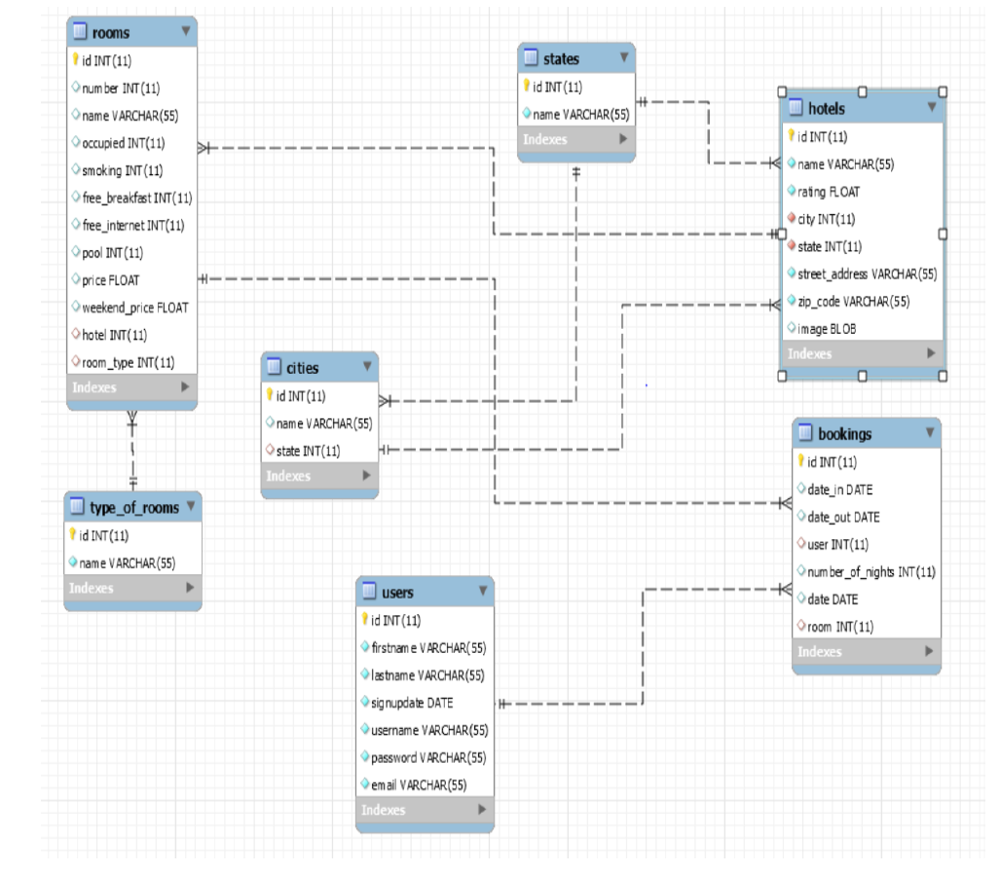 rooms
id INT(11)
number INT(11)
name VARCHAR(55)
occupied INT(11)
smoking INT(11)
free_breakfast INT(11)
free_internet INT(11)
pool INT(11)
price FLOAT
weekend_price FLOAT
hotel INT(11)
room_type INT(11)
Indexes
states
id INT(11)
name VARCHAR(55)
Indexes
hotels
id INT(11)
name VARCHAR(55)
rating FLOAT
city INT(11)
state INT(11)
street_address VARCHAR(55)
zip_code VARCHAR(55)
image BLOB
Indexes
cities
id INT(11)
name VARCHAR(55)
state INT(11)
Indexes
bookings
id INT(11)
date_in DATE
date_out DATE
user INT(11)
number_of_nights INT(11)
date DATE
room INT(11)
Indexes
type_of_rooms
id INT(11)
name VARCHAR(55)
Indexes
users
id INT(11)
firstname VARCHAR(55)
lastname VARCHAR(55)
signupdate DATE
username VARCHAR(55)
password VARCHAR(55)
email VARCHAR(55)
Indexes